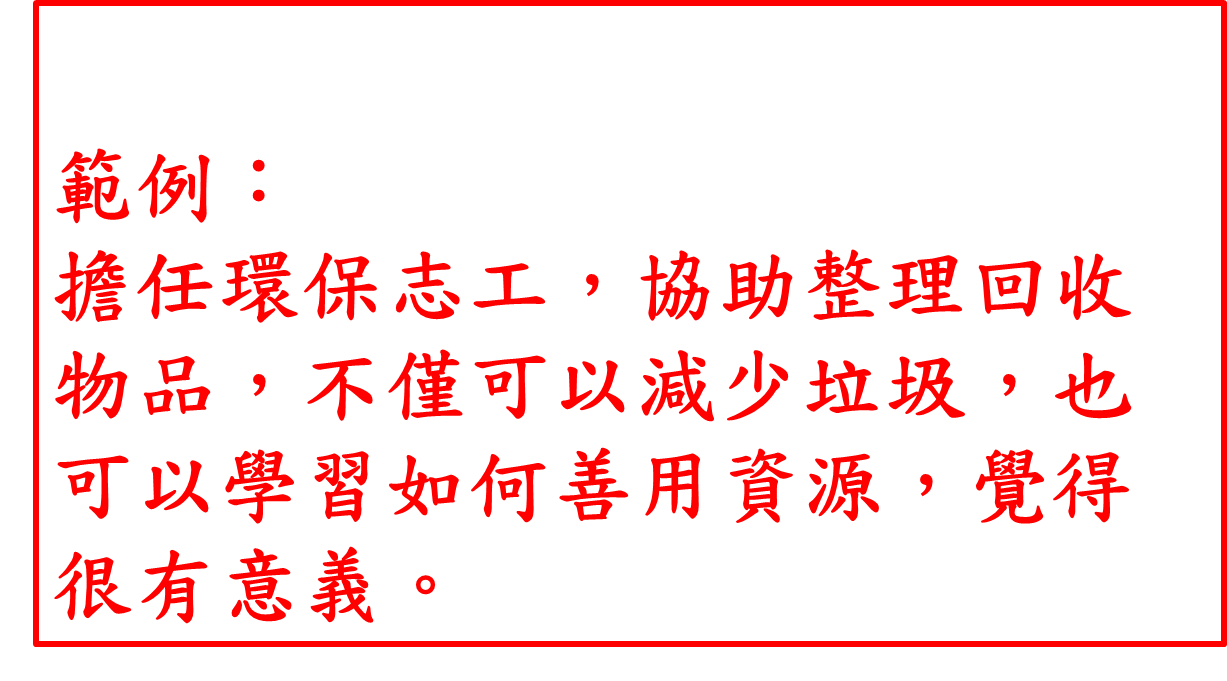 範例：
擔任環保志工，協助整理回收
物品，不僅可以減少垃圾，也
可以學習如何善用資源，覺得
很有意義。